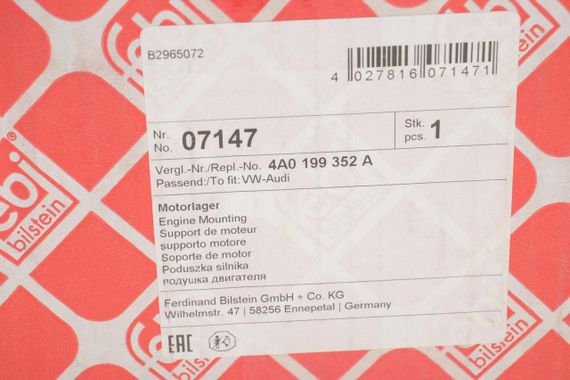 B2965072
4 027816 071471
Nr.
No. 07147
Stk.
pcs. 1
Vergl.-Nr./Repl.-No. 4A0 199 352 A
Passend:/To fit:VW-Audi
Motorlager
Engine Mounting
Support de moteur
supporto motore
Soporte de motor
Poduszka silnika
подушка двигателя
Ferdinand Bilstein GmbH + Co. KG
Wilhelmstr. 47 | 58256 Ennepetal | Germany
EAC
febi
bilstein